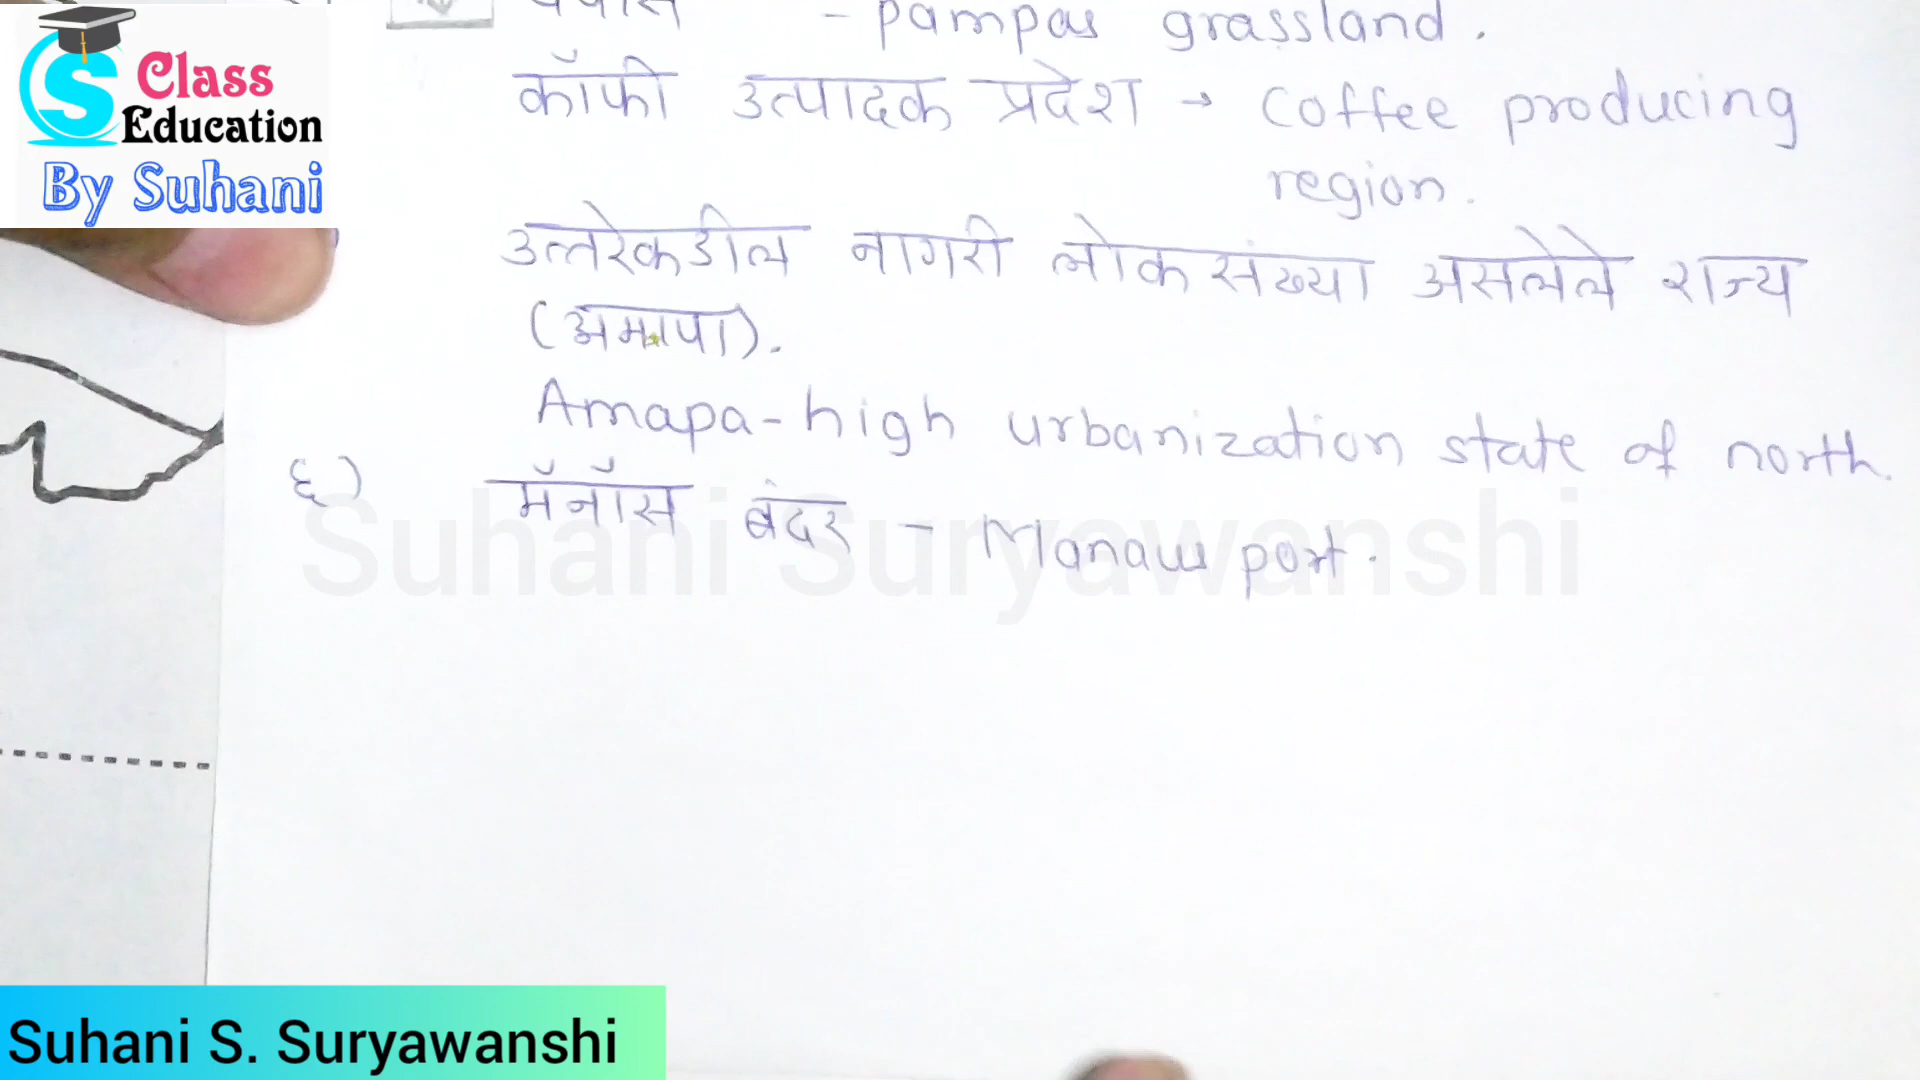 Class
Education
By Suhani
- pampas grassland.
कॉफी उत्पादक प्रदेश → Coffee producing
region.
उत्तरेकडील नागरी लोकसंख्या असलेले राज्य
(अमापा).
Amapa-high urbanization state of north.
६) मॅनॉस बंदर - Manaus port.
Suhani Suryawanshi
Suhani S. Suryawanshi